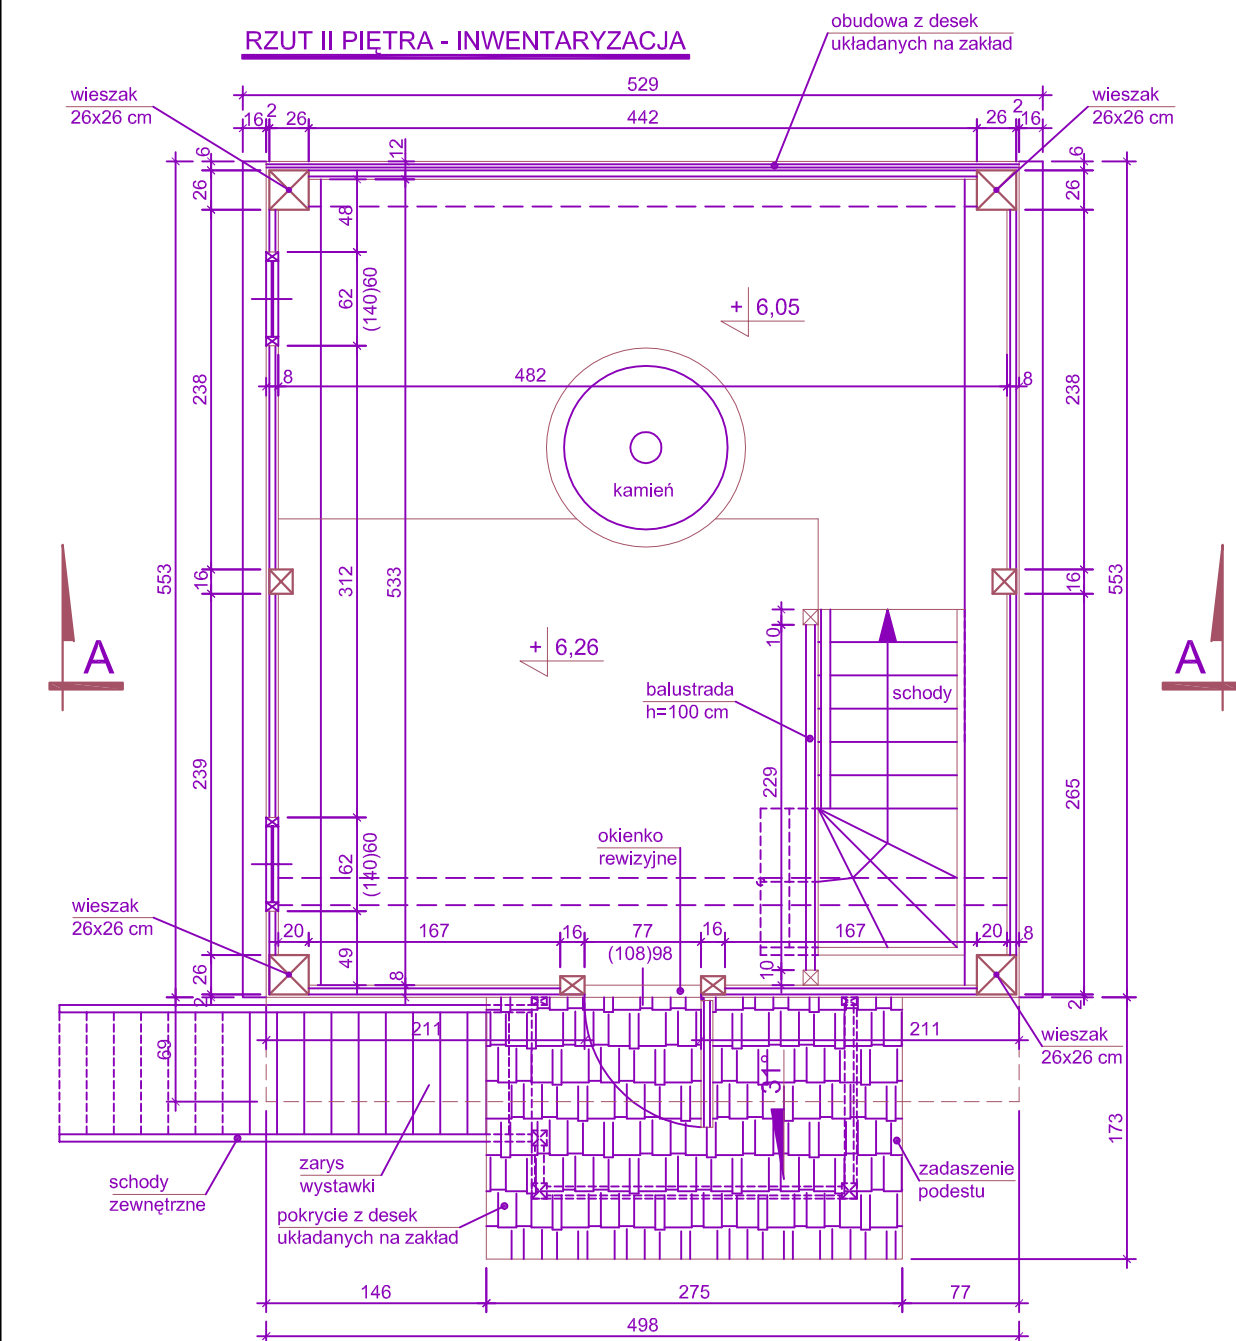 RZUT II PIĘTRA - INWENTARYZACJA
obudowa z desek
układanych na zakład
wieszak
26x26 cm
wieszak
26x26 cm
529
16
2
26
442
26
2
16
6
26
12
48
6
26
62
(140)60
+ 6,05
238
8
482
8
238
kamień
553
16
312
533
16
553
A
A
+ 6,26
10
balustrada
h=100 cm
schody
239
229
265
okienko
rewizyjne
62
(140)60
wieszak
26x26 cm
20
167
16
77
(108)98
16
167
20
8
26
2
49
8
10
2
69
211
211
wieszak
26x26 cm
31°
173
schody
zewnętrzne
zarys
wystawki
pokrycie z desek
układanych na zakład
zadaszenie
podestu
146
275
77
498